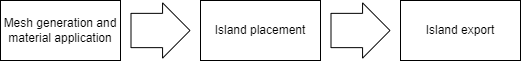 Mesh generation and
material application
Island placement
Island export